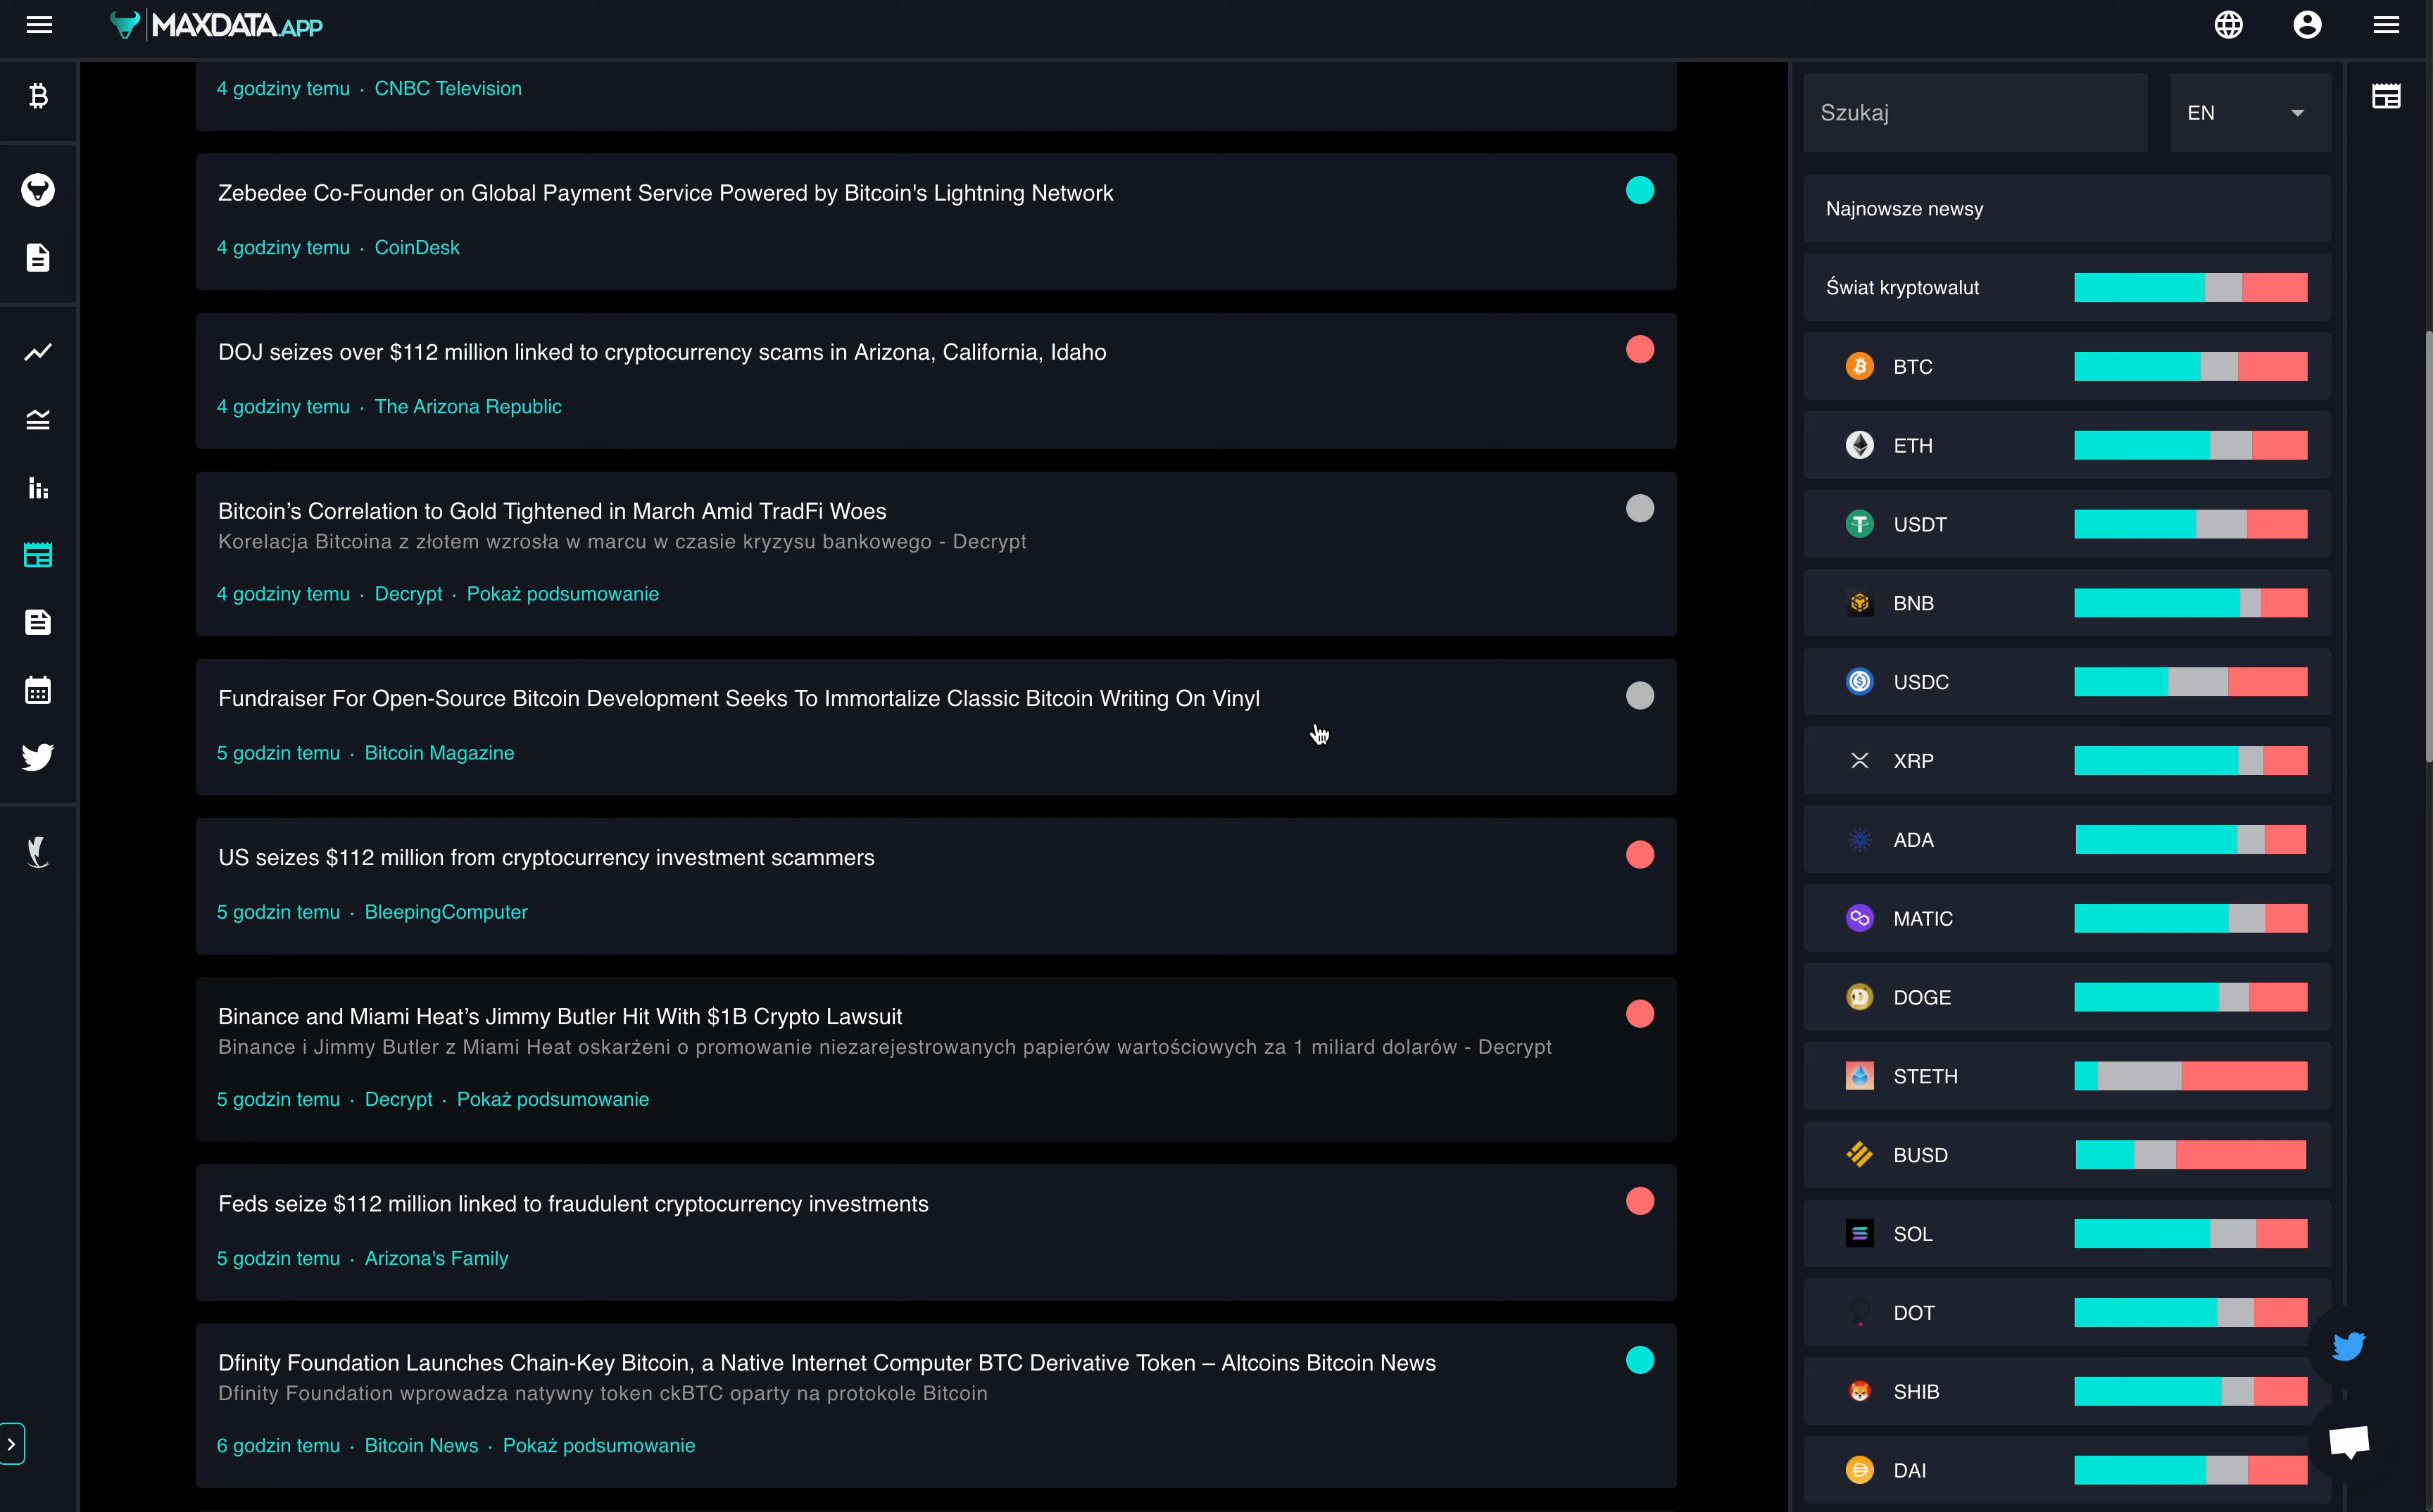 MAXDATA.APP
4 godziny temu · CNBC Television
Zebedee Co-Founder on Global Payment Service Powered by Bitcoin's Lightning Network
4 godziny temu · CoinDesk
DOJ seizes over $112 million linked to cryptocurrency scams in Arizona, California, Idaho
4 godziny temu · The Arizona Republic
Bitcoin’s Correlation to Gold Tightened in March Amid TradFi Woes
Korelacja Bitcoina z złotem wzrosła w marcu w czasie kryzysu bankowego - Decrypt
4 godziny temu · Decrypt · Pokaż podsumowanie
Fundraiser For Open-Source Bitcoin Development Seeks To Immortalize Classic Bitcoin Writing On Vinyl
5 godzin temu · Bitcoin Magazine
US seizes $112 million from cryptocurrency investment scammers
5 godzin temu · BleepingComputer
Binance and Miami Heat’s Jimmy Butler Hit With $1B Crypto Lawsuit
Binance i Jimmy Butler z Miami Heat oskarżeni o promowanie niezarejestrowanych papierów wartościowych za 1 miliard dolarów - Decrypt
5 godzin temu · Decrypt · Pokaż podsumowanie
Feds seize $112 million linked to fraudulent cryptocurrency investments
5 godzin temu · Arizona's Family
Dfinity Foundation Launches Chain-Key Bitcoin, a Native Internet Computer BTC Derivative Token – Altcoins Bitcoin News
Dfinity Foundation wprowadza natywny token ckBTC oparty na protokole Bitcoin
6 godzin temu · Bitcoin News · Pokaż podsumowanie
Szukaj
EN
Najnowsze newsy
Świat kryptowalut
BTC
ETH
USDT
BNB
USDC
XRP
ADA
MATIC
DOGE
STETH
BUSD
SOL
DOT
SHIB
DAI